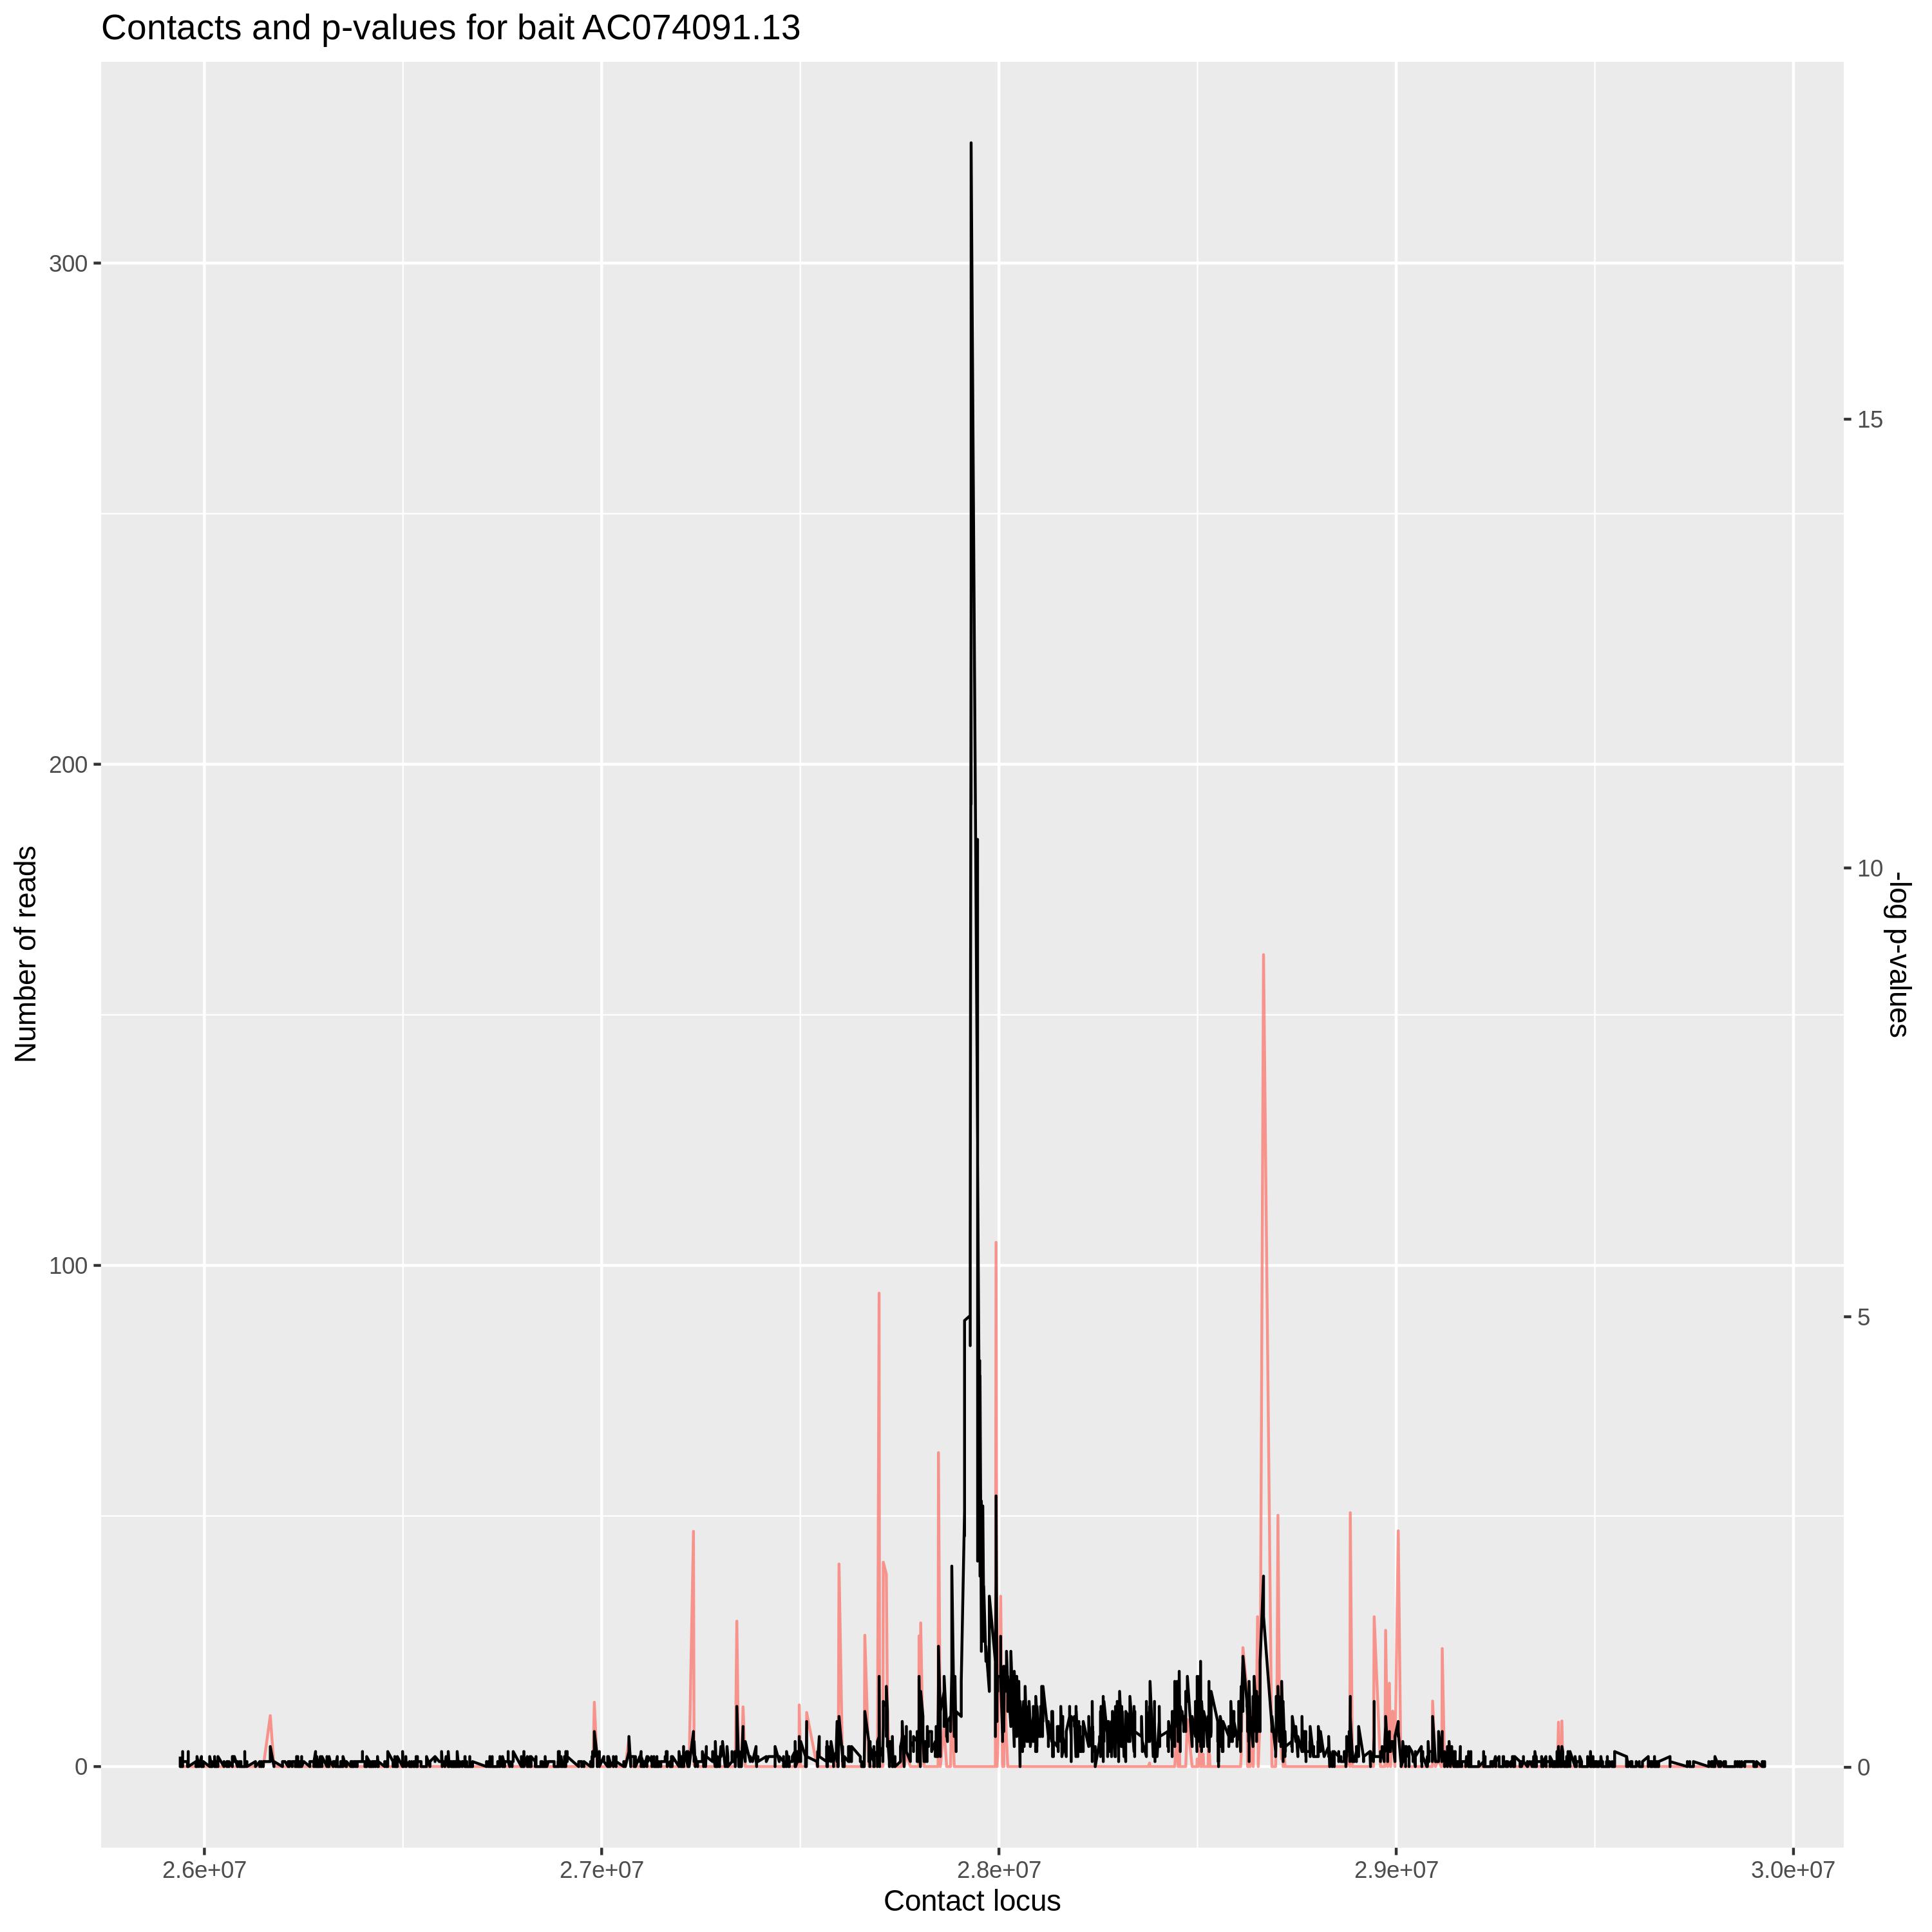 Contacts and p-values for bait AC074091.13
300
200
100
0
Number of reads
15
10
5
0
-log p-values
2.6e+07
2.7e+07
2.8e+07
2.9e+07
3.0e+07
Contact locus